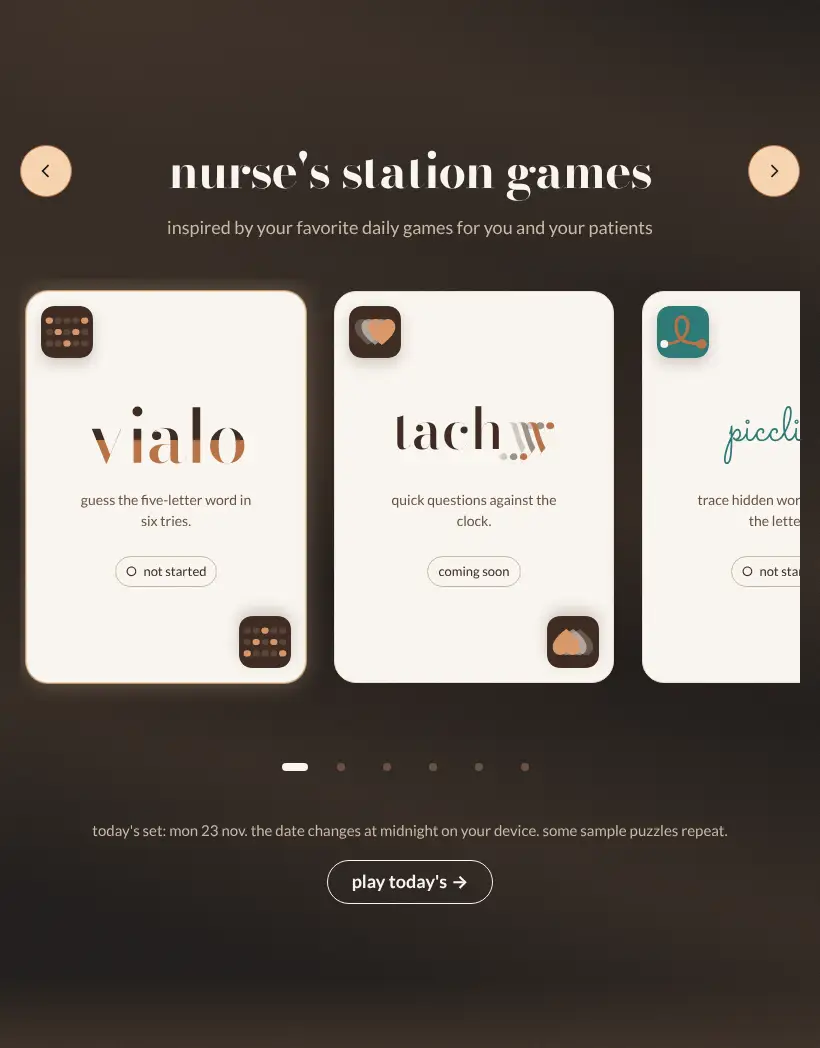 nurse's station games
inspired by your favorite daily games for you and your patients
vialo
guess the five-letter word in
six tries.
not started
tachy
quick questions against the
clock.
coming soon
piccli
trace hidden wor
the lette
not star
today's set: mon 23 nov. the date changes at midnight on your device. some sample puzzles repeat.
play today's →